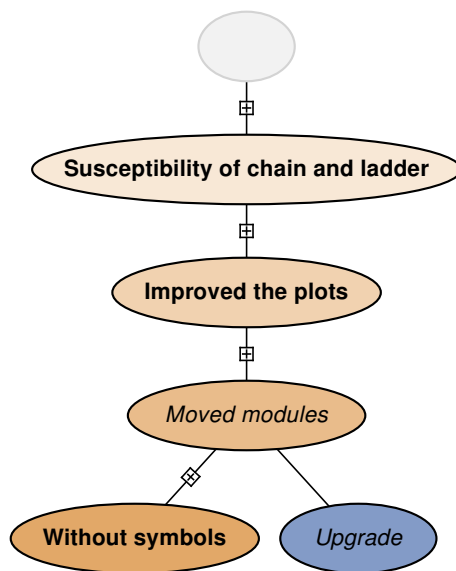 Susceptibility of chain and ladder
Improved the plots
Moved modules
Without symbols
Upgrade